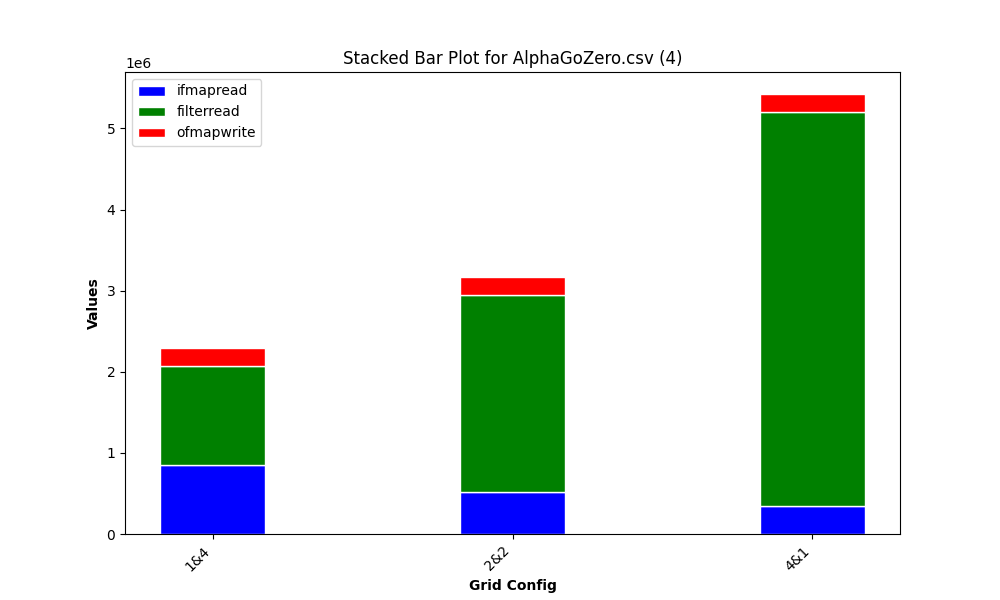 Stacked Bar Plot for AlphaGoZero.csv (4)
1e6
ifmapread
filterread
ofmapwrite
5
4
3
2
1
0
Values
1&4
2&2
4&1
Grid Config